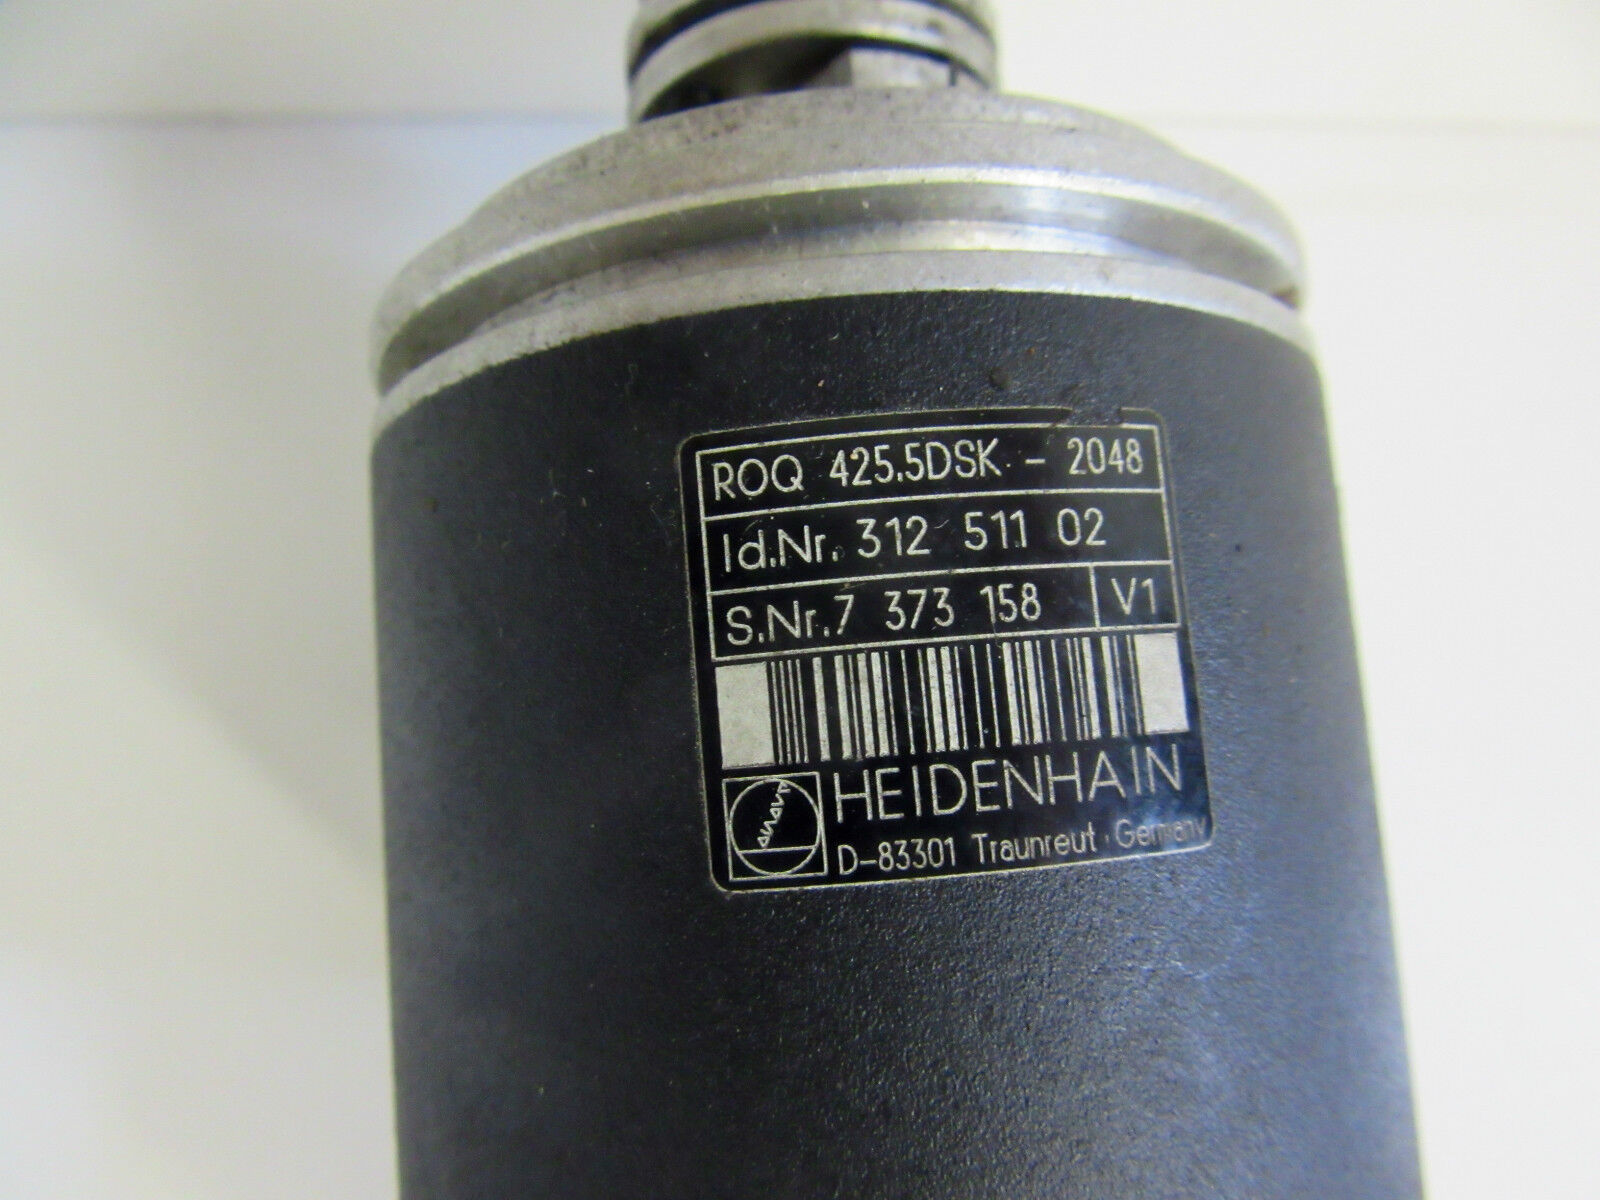 ROQ 425.5DSK - 2048
Id.Nr. 312 511 02
S.Nr.7 373 158 V1
HEIDENHAIN
D-83301 Traunreut · Germany